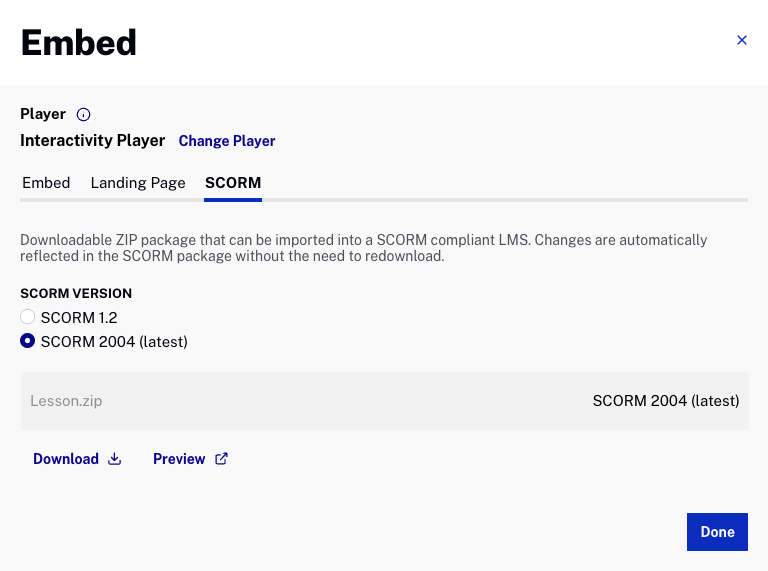 Embed
Player
Interactivity Player Change Player
Embed Landing Page SCORM
Downloadable ZIP package that can be imported into a SCORM compliant LMS. Changes are automatically
reflected in the SCORM package without the need to redownload.
SCORM VERSION
SCORM 1.2
SCORM 2004 (latest)
Lesson.zip SCORM 2004 (latest)
Download Preview
Done